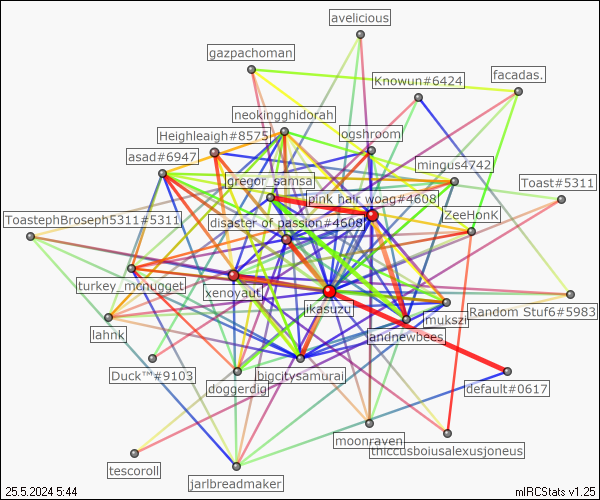 avelicious
gazpachoman
Knowun#6424
facadas.
neokingghidorah
Heighleaigh#8575
ogshroom
asad#6947
mingus4742
gregor_samsa
Toast#5311
pink hair woag#4608
ToastephBroseph5311#5311
disaster of passion#4608
ZeeHonK
turkey_mcnugget
xenoyaut
ikasuzu
mukszi
Random Stuf6#5983
lahnk
andnewbees
Duck™#9103
doggerdig
bigcitysamurai
default#0617
moonraven
thiccusboiusalexusjoneus
tescoroll
jarlbreadmaker
25.5.2024 5:44
mIRCStats v1.25